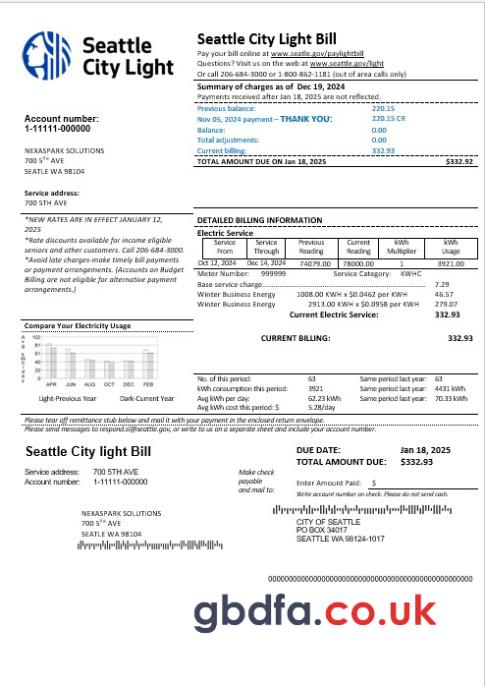 Seattle
City Light
Seattle City Light Bill
Pay your bill online at www.seatle.gov/paylightbill
Questions? Visit us on the web at www.seatle.gov/light
Or call 206-684-3000 or 1-800-862-1181 (out of area calls only)
Summary of charges as of Dec 19, 2024
Payments received after Jan 18, 2025 are not reflected.
Previous balance: 220.15
Nov 05, 2024 payment – THANK YOU: 220.15 CR
Balance: 0.00
Total adjustments: 0.00
Current billing: 332.93
TOTAL AMOUNT DUE ON Jan 18, 2025 $332.92
Account number:
1-11111-000000
NEXASPARK SOLUTIONS
700 5TH AVE
SEATLE WA 98104
Service address:
700 5TH AVE
*NEW RATES ARE IN EFFECT JANUARY 12,
2025
*Rate discounts available for income eligible
seniors and other customers. Call 206-684-3000.
*Avoid late charges-make timely bill payments
or payment arrangements. (Accounts on Budget
Billing are not eligible for alternative payment
arrangements.)
DETAILED BILLING INFORMATION
Electric Service
Service From Service Through Previous Reading Current Reading kWh Multiplier kWh Usage
Oct 12, 2024 Dec 14, 2024 74079.00 78000.00 1 3921.00
Meter Number: 999999 Service Category: KWHC
Base service charge 7.29
Winter Business Energy 1008.00 KWH x $0.0462 per KWH 46.57
Winter Business Energy 2913.00 KWH x $0.0958 per KWH 279.07
Current Electric Service: 332.93
CURRENT BILLING: 332.93
Compare Your Electricity Usage
APR JUN AUG OCT DEC FEB
Light-Previous Year Dark-Current Year
No. of this period: 63 Same period last year: 63
kWh consumption this period: 3921 Same period last year: 4431 kWh
Avg kWh per day: 62.23 kWh Same period last year: 70.33 kWh
Avg kWh cost this period: $ 5.28/day
Please tear off remittance stub below and mail it with your payment in the enclosed return envelope.
Please send messages to respond.sl@seattle.gov, or write to us on a separate sheet and include your account number.
Seattle City light Bill
Service address: 700 5TH AVE
Account number: 1-11111-000000
Make check
payable
and mail to:
DUE DATE: Jan 18, 2025
TOTAL AMOUNT DUE: $332.93
Enter Amount Paid: $
Write account number on check. Please do not send cash.
NEXASPARK SOLUTIONS
700 5TH AVE
SEATLE WA 98104
CITY OF SEATTLE
PO BOX 34017
SEATTLE WA 98124-1017
gbdfa.co.uk